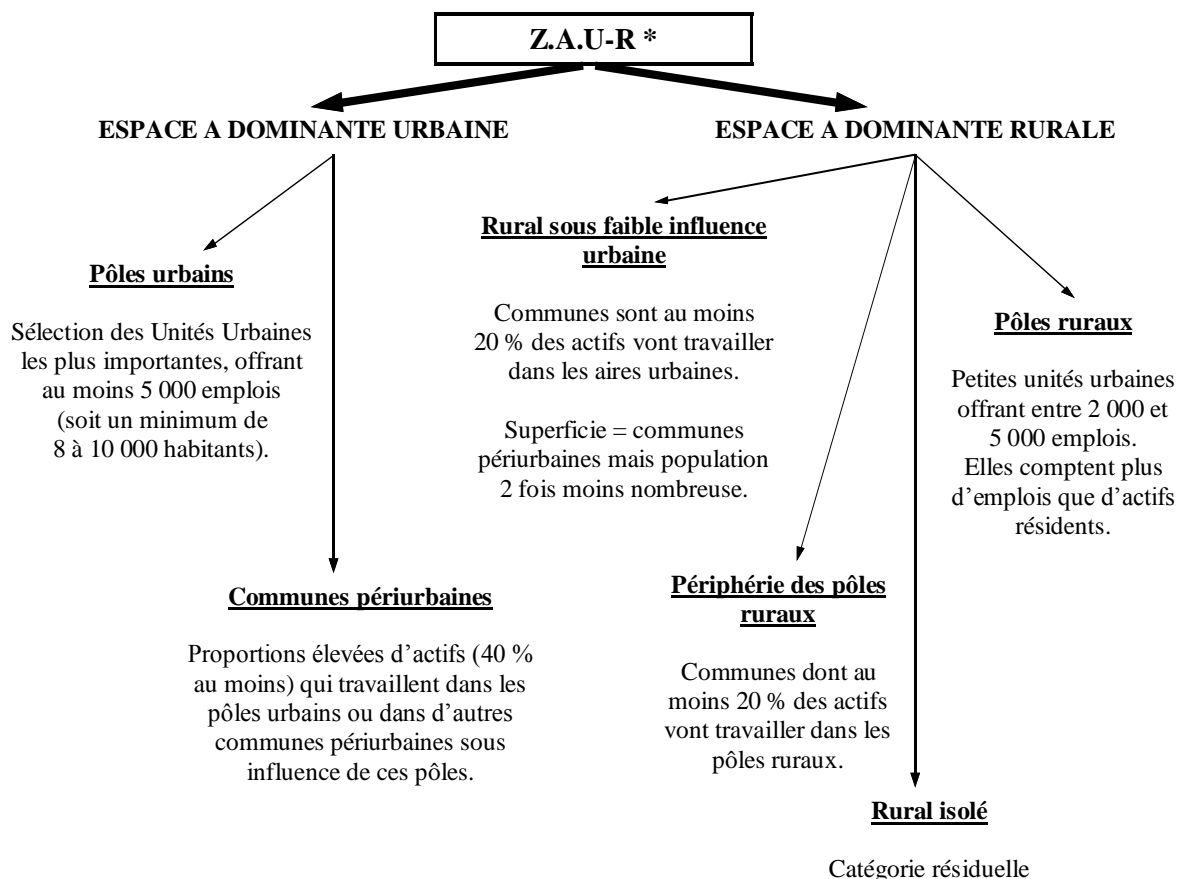 Z.A.U-R *
ESPACE A DOMINANTE URBAINE
ESPACE A DOMINANTE RURALE
Pôles urbains
Sélection des Unités Urbaines
les plus importantes, offrant
au moins 5 000 emplois
(soit un minimum de
8 à 10 000 habitants).
Communes périurbaines
Proportions élevées d’actifs (40 %
au moins) qui travaillent dans les
pôles urbains ou dans d’autres
communes périurbaines sous
influence de ces pôles.
Rural sous faible influence
urbaine
Communes sont au moins
20 % des actifs vont travailler
dans les aires urbaines.
Superficie = communes
périurbaines mais population
2 fois moins nombreuse.
Périphérie des pôles
ruraux
Communes dont au
moins 20 % des actifs
vont travailler dans les
pôles ruraux.
Pôles ruraux
Petites unités urbaines
offrant entre 2 000 et
5 000 emplois.
Elles comptent plus
d’emplois que d’actifs
résidents.
Rural isolé
Catégorie résiduelle